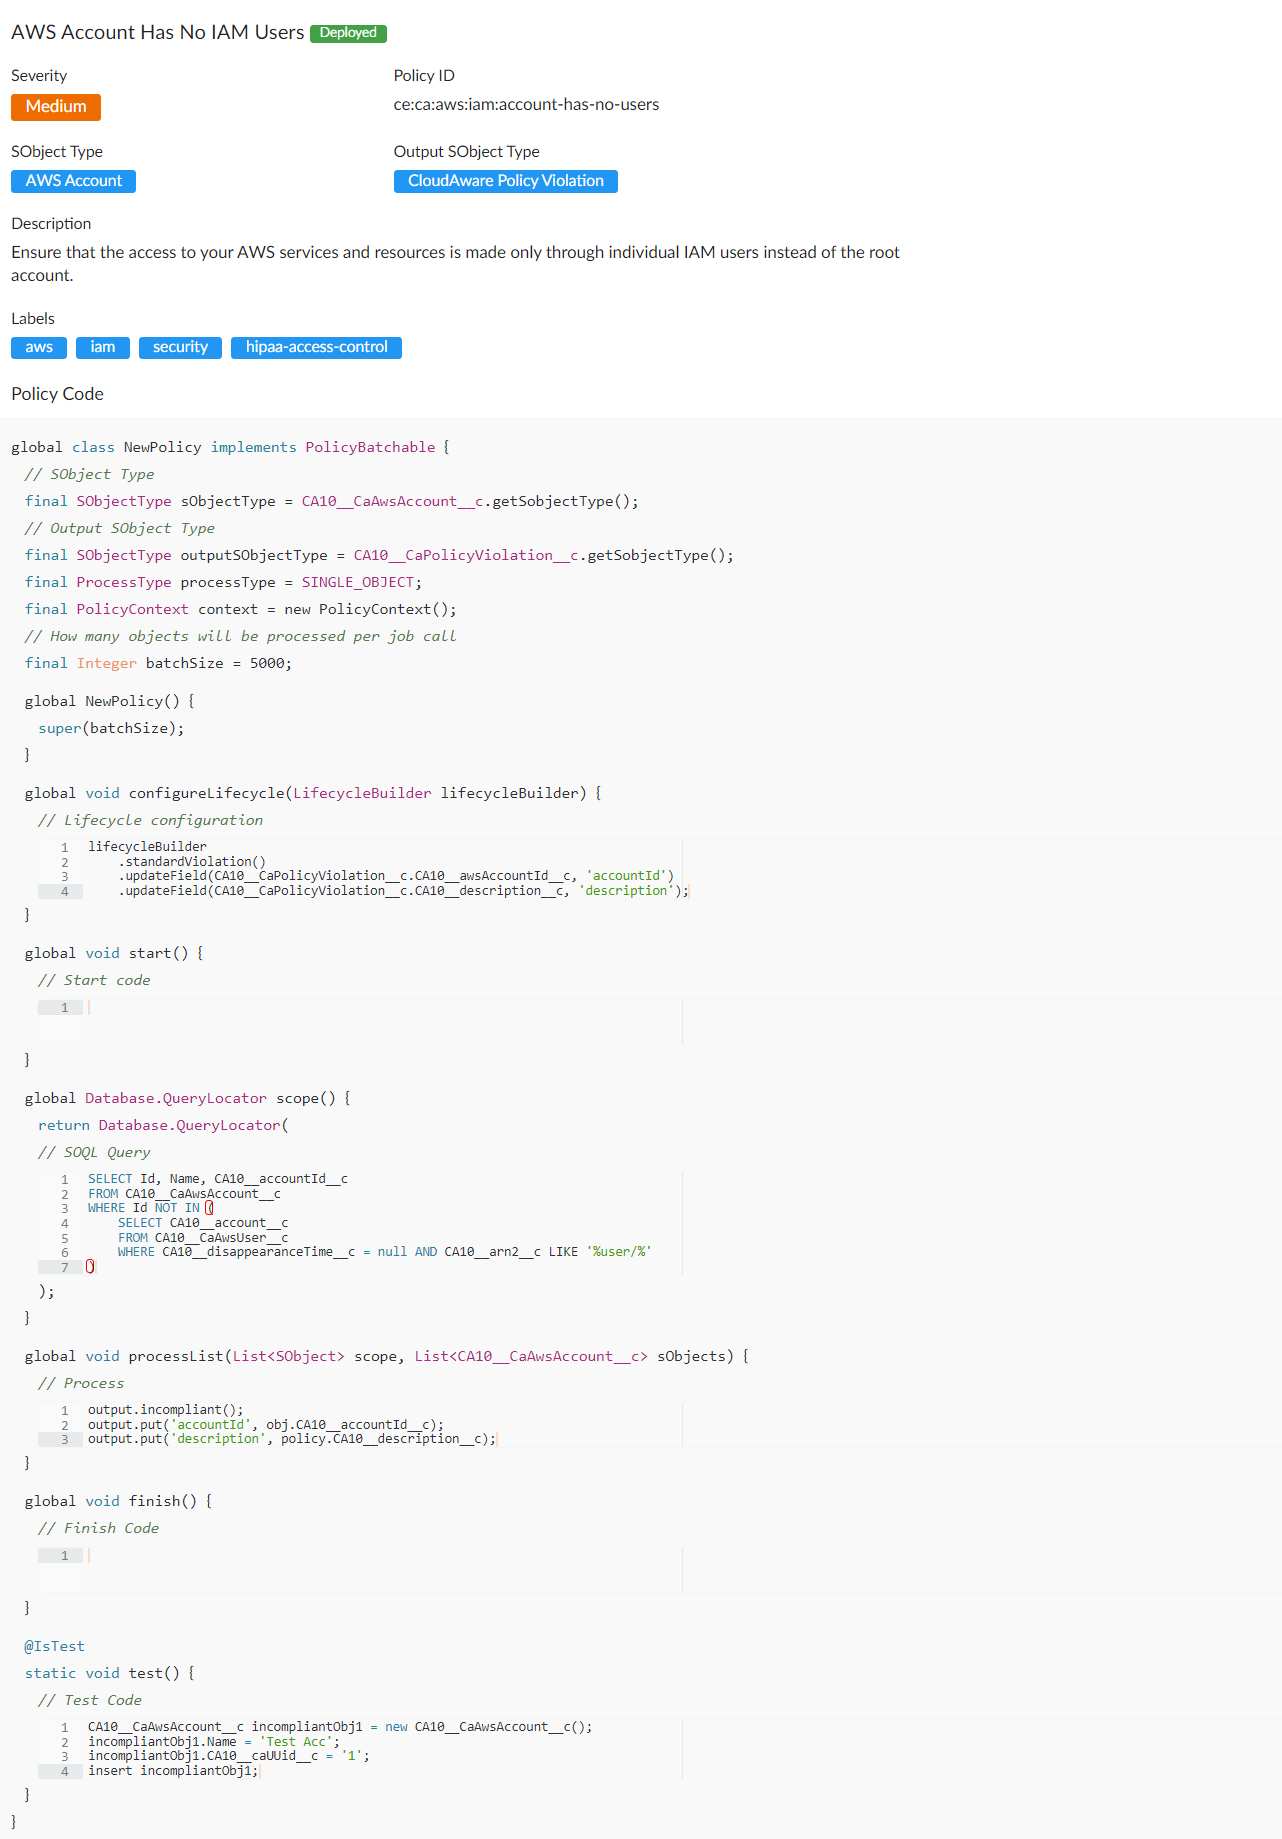 AWS Account Has No IAM Users Deployed
Severity Policy ID
Medium ce:ca:aws:iam:account-has-no-users
SObject Type Output SObject Type
AWS Account CloudAware Policy Violation
Description
Ensure that the access to your AWS services and resources is made only through individual IAM users instead of the root
account.
Labels
aws iam security hipaa-access-control
Policy Code
global class NewPolicy implements PolicyBatchable {
// SObject Type
final SObjectType sObjectType = CA10__CaAwsAccount__c.getSobjectType();
// Output SObject Type
final SObjectType outputSObjectType = CA10__CaPolicyViolation__c.getSobjectType();
final ProcessType processType = SINGLE_OBJECT;
final PolicyContext context = new PolicyContext();
// How many objects will be processed per job call
final Integer batchSize = 5000;
global NewPolicy() {
super(batchSize);
}
global void configureLifecycle(LifecycleBuilder lifecycleBuilder) {
// Lifecycle configuration
1 lifecycleBuilder
2 .standardViolation()
3 .updateField(CA10__CaPolicyViolation__c.CA10__awsAccountId__c, 'accountId')
4 .updateField(CA10__CaPolicyViolation__c.CA10__description__c, 'description');
}
global void start() {
// Start code
1
}
global Database.QueryLocator scope() {
return Database.QueryLocator(
// SOQL Query
1 SELECT Id, Name, CA10__accountId__c
2 FROM CA10__CaAwsAccount__c
3 WHERE Id NOT IN (
4 SELECT CA10__account__c
5 FROM CA10__CaAwsUser__c
6 WHERE CA10__disappearanceTime__c = null AND CA10__arn2__c LIKE '%user/%'
7 )
);
}
global void processList(List<SObject> scope, List<CA10__CaAwsAccount__c> sObjects) {
// Process
1 output.incompliant();
2 output.put('accountId', obj.CA10__accountId__c);
3 output.put('description', policy.CA10__description__c);
}
global void finish() {
// Finish Code
1
}
@IsTest
static void test() {
// Test Code
1 CA10__CaAwsAccount__c incompliantObj1 = new CA10__CaAwsAccount__c();
2 incompliantObj1.Name = 'Test Acc';
3 incompliantObj1.CA10__caUUid__c = '1';
4 insert incompliantObj1;
}
}